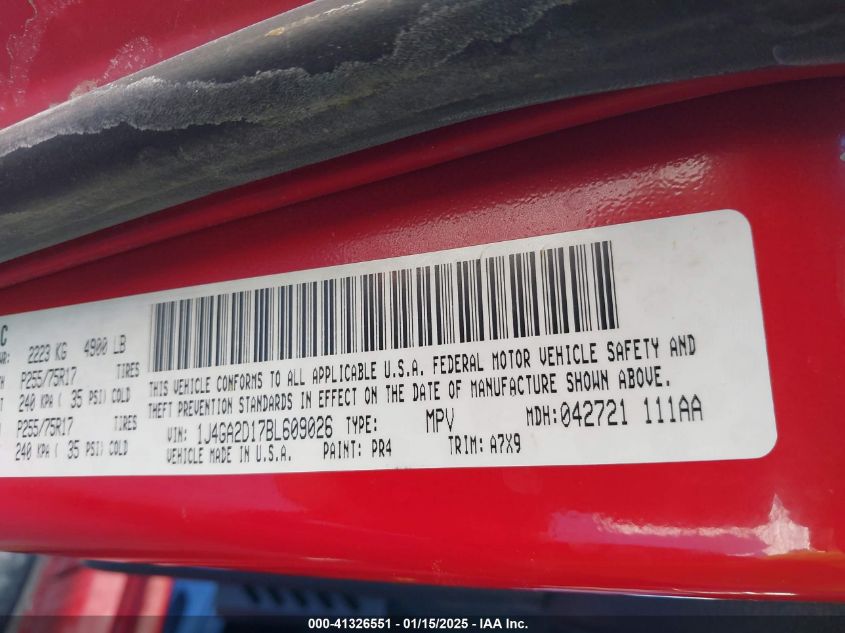 C
WR: 2223 KG 4900 LB
P255/75R17 TIRES
240 KPA ( 35 PSI) COLD
P255/75R17 TIRES
240 KPA ( 35 PSI) COLD
THIS VEHICLE CONFORMS TO ALL APPLICABLE U.S.A. FEDERAL MOTOR VEHICLE SAFETY AND
THEFT PREVENTION STANDARDS IN EFFECT ON THE DATE OF MANUFACTURE SHOWN ABOVE.
VIN: 1J4GA2D17BL609026 TYPE: MPV MDH:042721 111AA
VEHICLE MADE IN U.S.A. PAINT: PR4 TRIM: A7X9
000-41326551 - 01/15/2025 - IAA Inc.